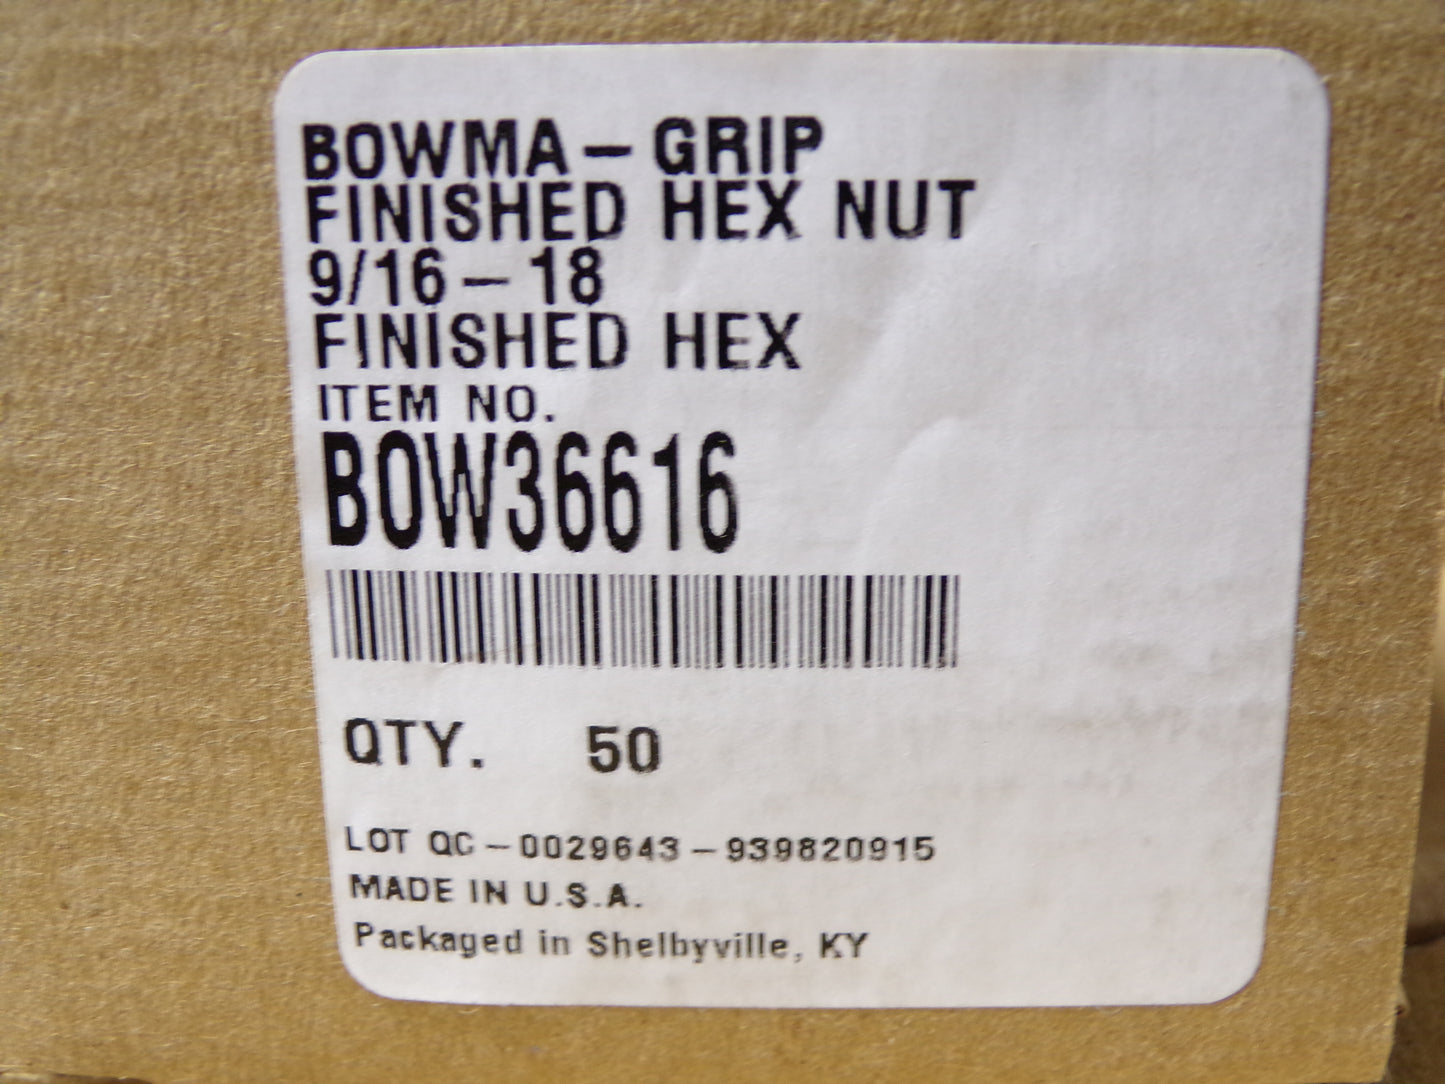 BOWMA-GRIP
FINISHED HEX NUT
9/16-18
FINISHED HEX
ITEM NO.
BOW36616
QTY. 50
LOT QC-0029643-939820915
MADE IN U.S.A.
Packaged in Shelbyville, KY